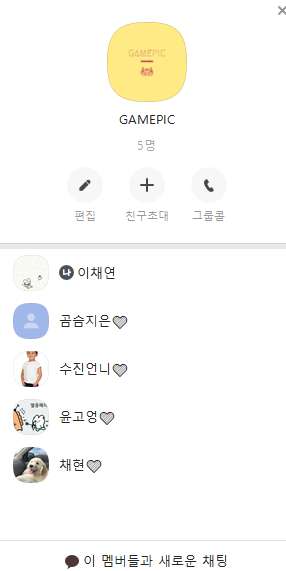 GAMEPIC
GAMEPIC
5명
편집 친구초대 그룹콜
나 이채연
곰슴지은
수진언니
윤고엉
채현
이 멤버들과 새로운 채팅